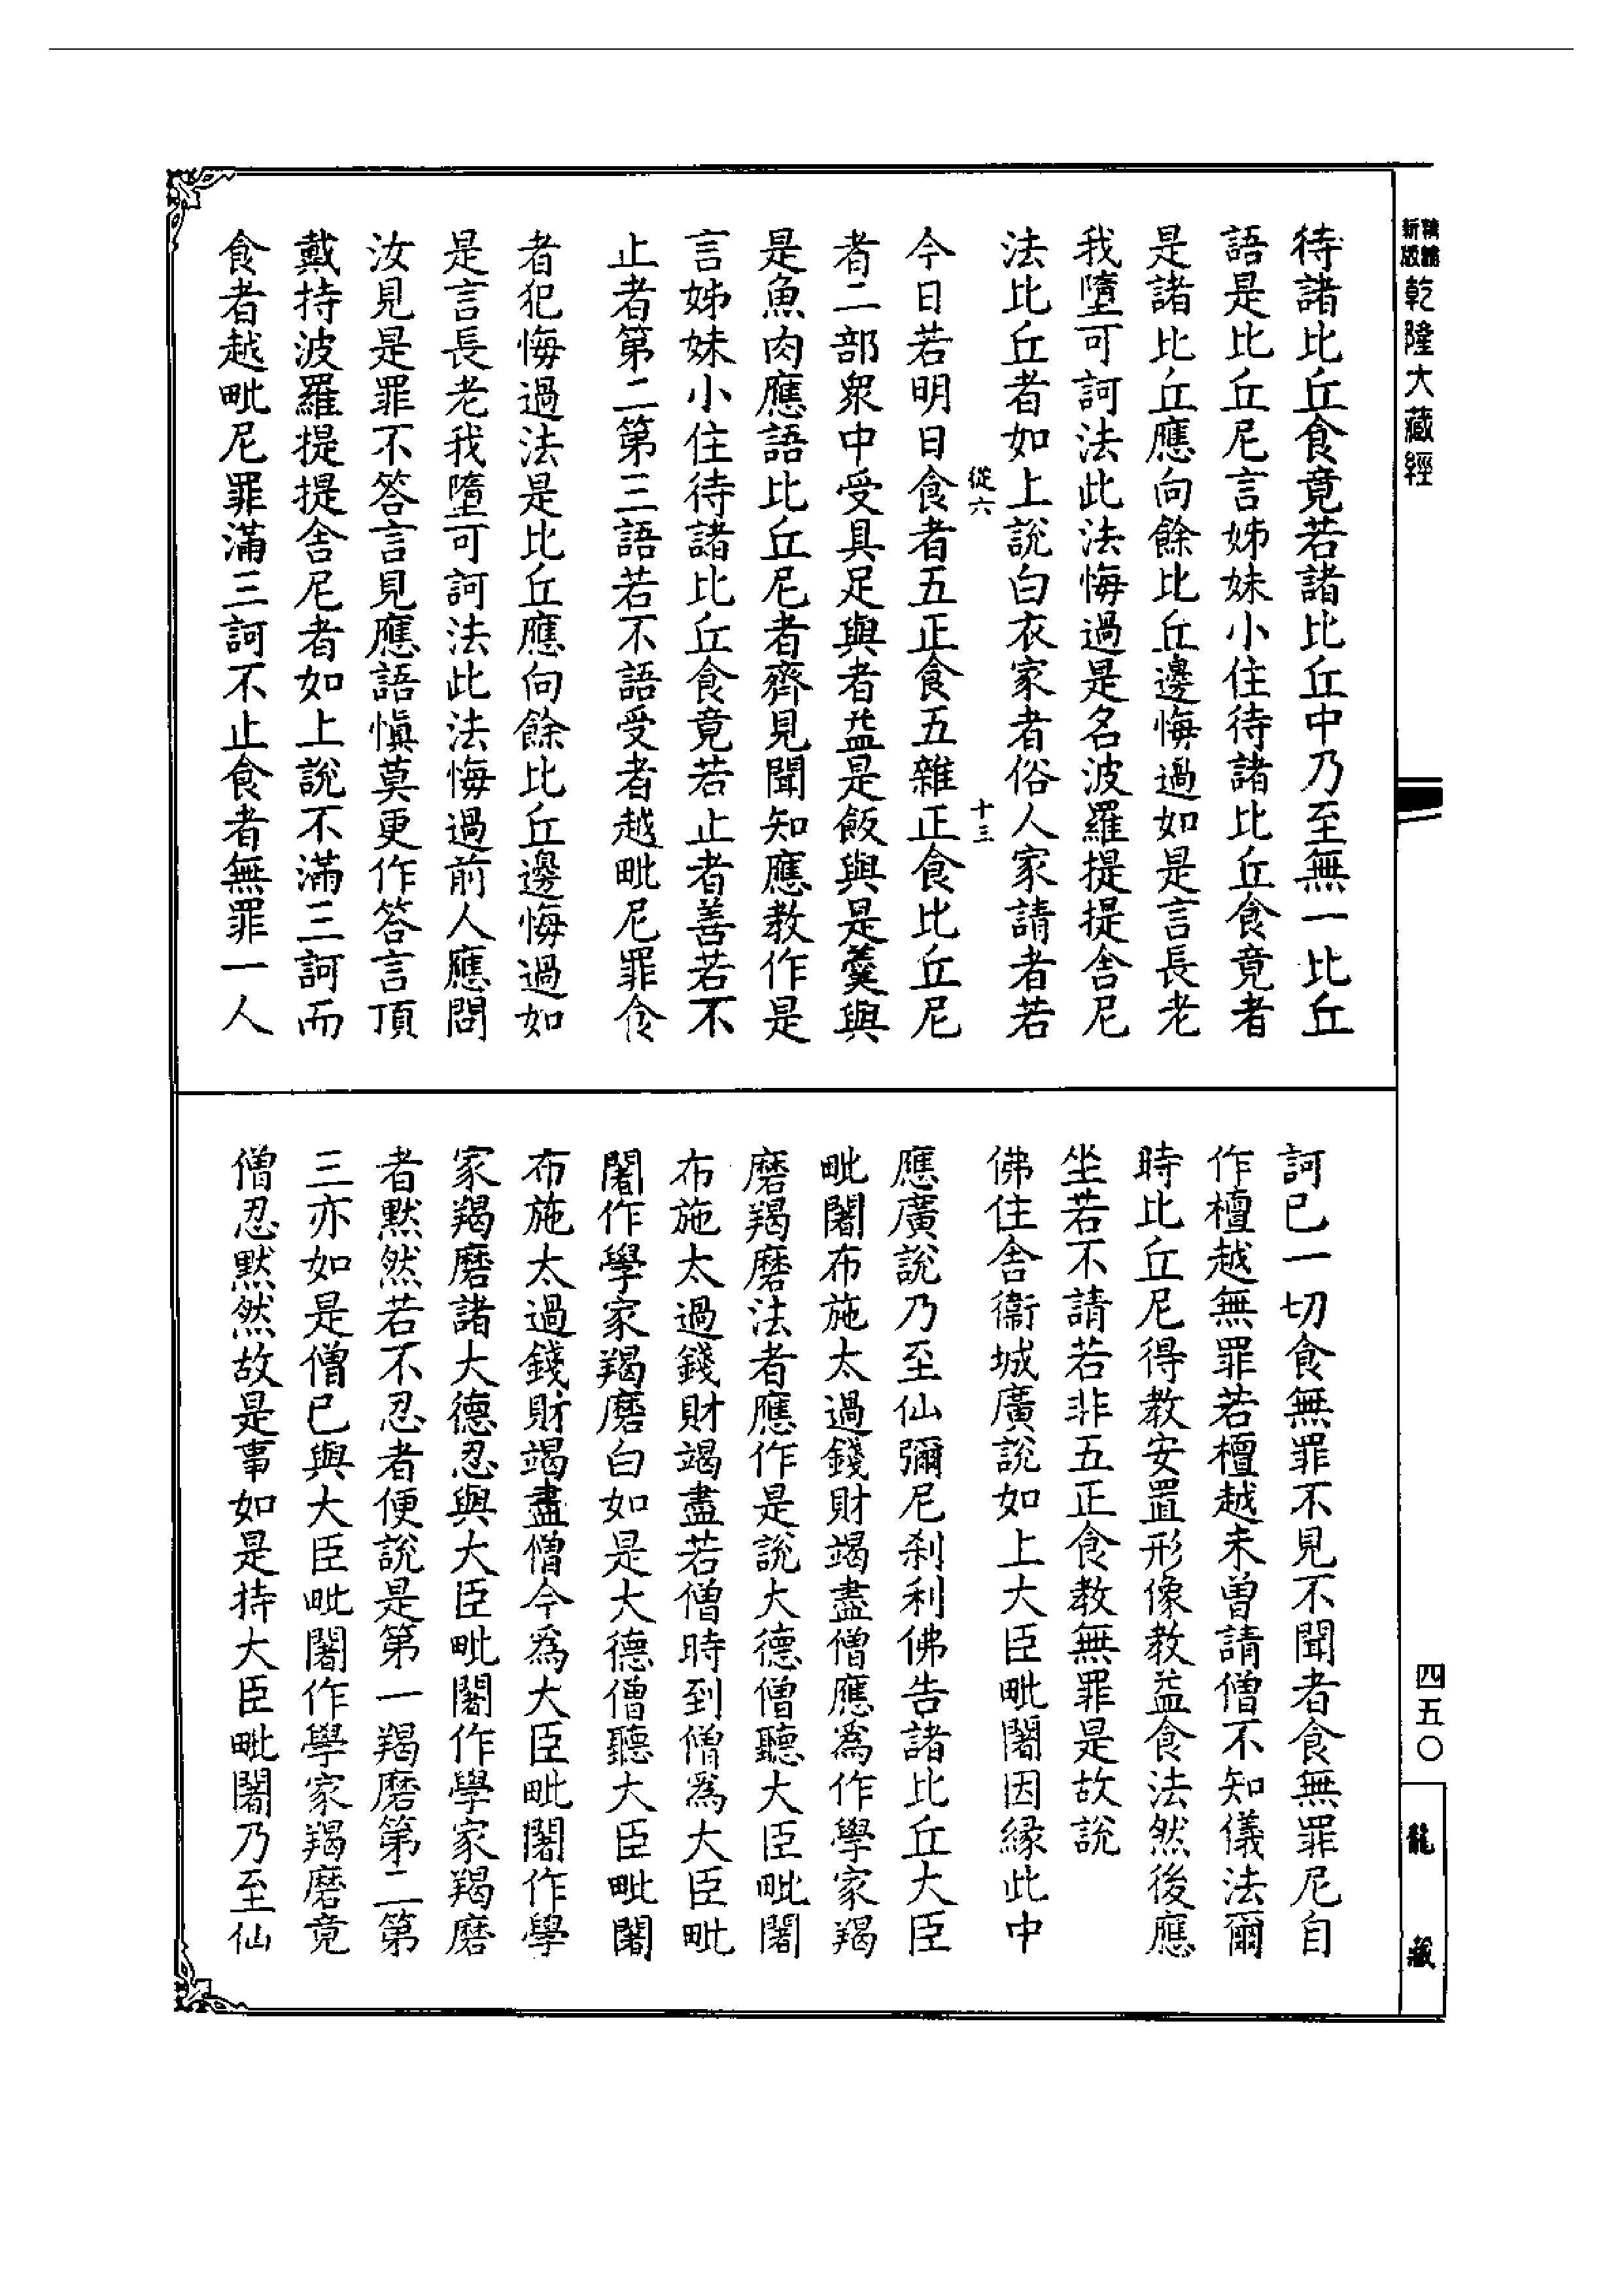 新編縮版乾隆大藏經
待諸比丘食竟若諸比丘中乃至無一比丘
語是比丘尼言姊妹小住待諸比丘食竟者
是諸比丘應向餘比丘邊悔過如是言長老
我墮可訶法此法悔過是名波羅提提舍尼
法比丘者如上說白衣家者俗人家請者若
從六 十三
今日若明日食者五正食五雜正食比丘尼
者二部衆中受具足與者益是飯與是羹與
是魚肉應語比丘尼者齊見聞知應教作是
言姊妹小住待諸比丘食竟若止者善若不
止者第二第三語若不語受者越毗尼罪食
者犯悔過法是比丘應向餘比丘邊悔過如
是言長老我墮可訶法此法悔過前人應問
汝見是罪不答言見應語慎莫更作答言頂
戴持波羅提提舍尼者如上說不滿三訶而
食者越毗尼罪滿三訶不止食者無罪一人
訶已一切食無罪不見不聞者食無罪尼自
作檀越無罪若檀越未曾請僧不知儀法爾
時比丘尼得教安置形像教益食法然後應
坐若不請若非五正食教無罪是故說
佛住舍衞城廣說如上大臣毗闍因緣此中
應廣說乃至仙彌尼刹利佛告諸比丘大臣
毗闍布施太過錢財竭盡僧應爲作學家羯
磨羯磨法者應作是說大德僧聽大臣毗闍
布施太過錢財竭盡若僧時到僧爲大臣毗
闍作學家羯磨白如是大德僧聽大臣毗闍
布施太過錢財竭盡僧今爲大臣毗闍作學
家羯磨諸大德忍與大臣毗闍作學家羯磨
者默然若不忍者便說是第一羯磨第二第
三亦如是僧已與大臣毗闍作學家羯磨竟
僧忍默然故是事如是持大臣毗闍乃至仙
四五〇
龍藏